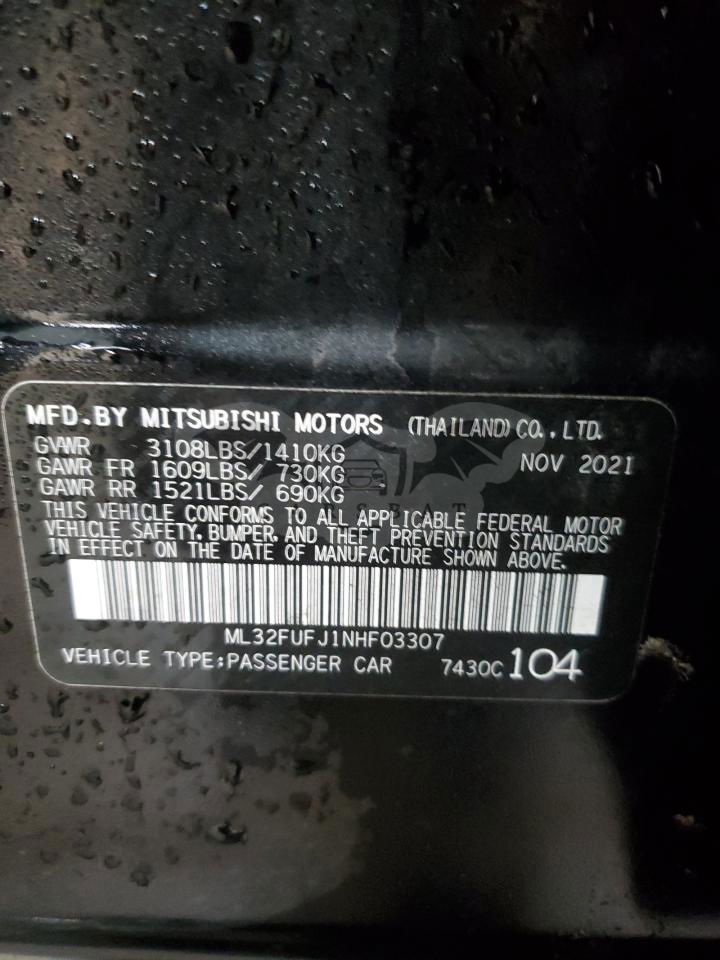 MFD.BY MITSUBISHI MOTORS (THAILAND) CO., LTD.
GVWR 3108LBS/1410KG NOV 2021
GAWR FR 1609LBS/ 730KG
GAWR RR 1521LBS/ 690KG
THIS VEHICLE CONFORMS TO ALL APPLICABLE FEDERAL MOTOR
VEHICLE SAFETY, BUMPER, AND THEFT PREVENTION STANDARDS
IN EFFECT ON THE DATE OF MANUFACTURE SHOWN ABOVE.
ML32FUFJ1NHF03307
VEHICLE TYPE:PASSENGER CAR 7430C 104